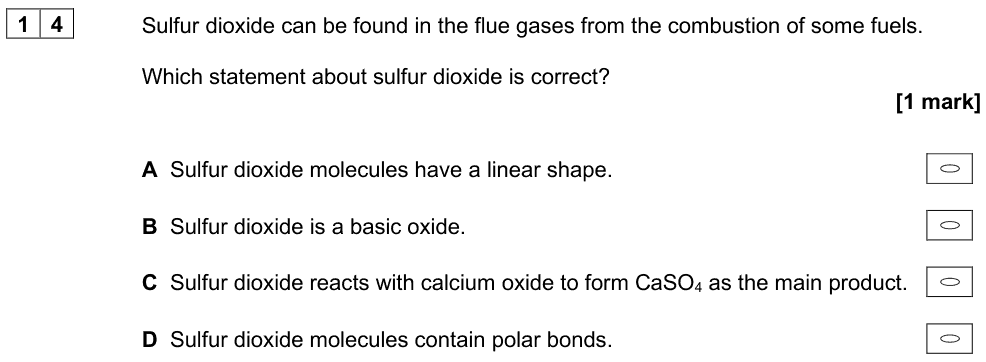 1 4 Sulfur dioxide can be found in the flue gases from the combustion of some fuels.
Which statement about sulfur dioxide is correct?
[1 mark]
A Sulfur dioxide molecules have a linear shape.
B Sulfur dioxide is a basic oxide.
C Sulfur dioxide reacts with calcium oxide to form CaSO₄ as the main product.
D Sulfur dioxide molecules contain polar bonds.